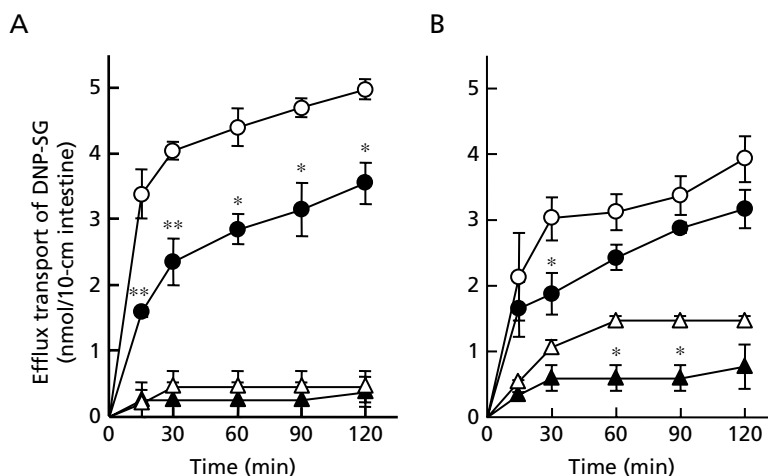 A
B
Efflux transport of DNP-SG
(nmol/10-cm intestine)
5
4
3
2
1
0
0 30 60 90 120
Time (min)
**
**
*
*
*
5
4
3
2
1
0
0 30 60 90 120
Time (min)
*
*
*